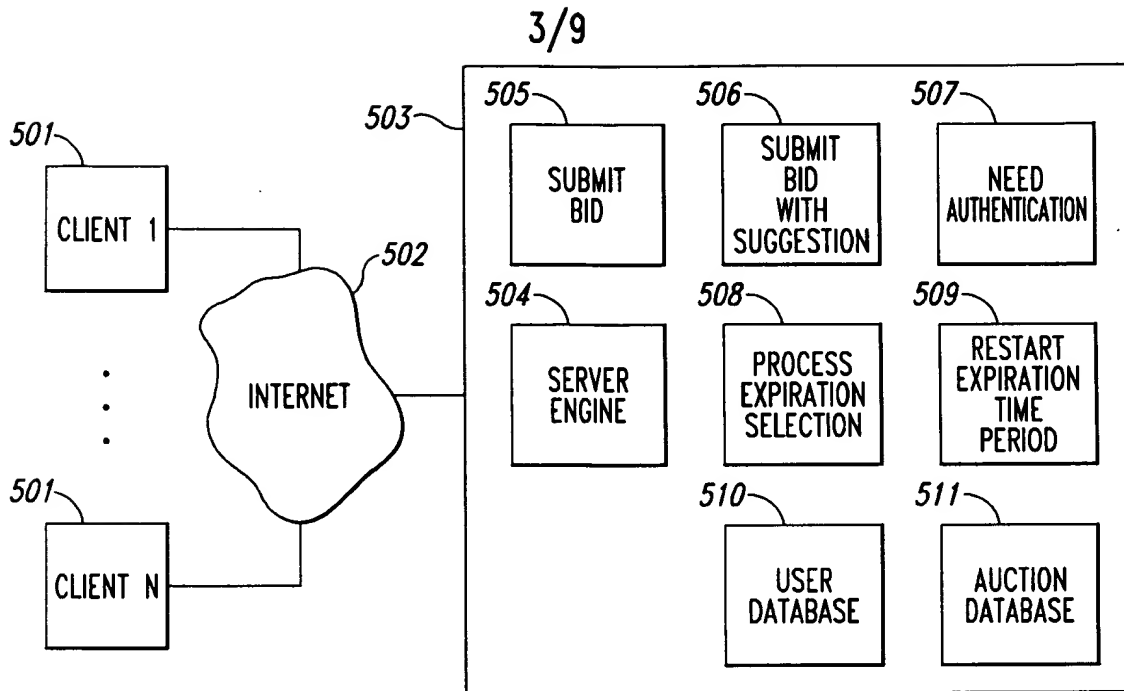 3/9
501
CLIENT 1
501
CLIENT N
502
INTERNET
503
505
SUBMIT
BID
506
SUBMIT
BID
WITH
SUGGESTION
507
NEED
AUTHENTICATION
504
SERVER
ENGINE
508
PROCESS
EXPIRATION
SELECTION
509
RESTART
EXPIRATION
TIME
PERIOD
510
USER
DATABASE
511
AUCTION
DATABASE